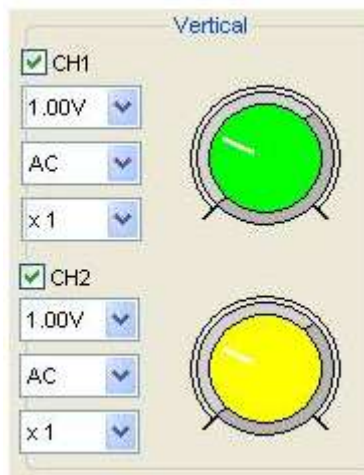 Vertical
CH1
1.00V
AC
x 1
CH2
1.00V
AC
x 1